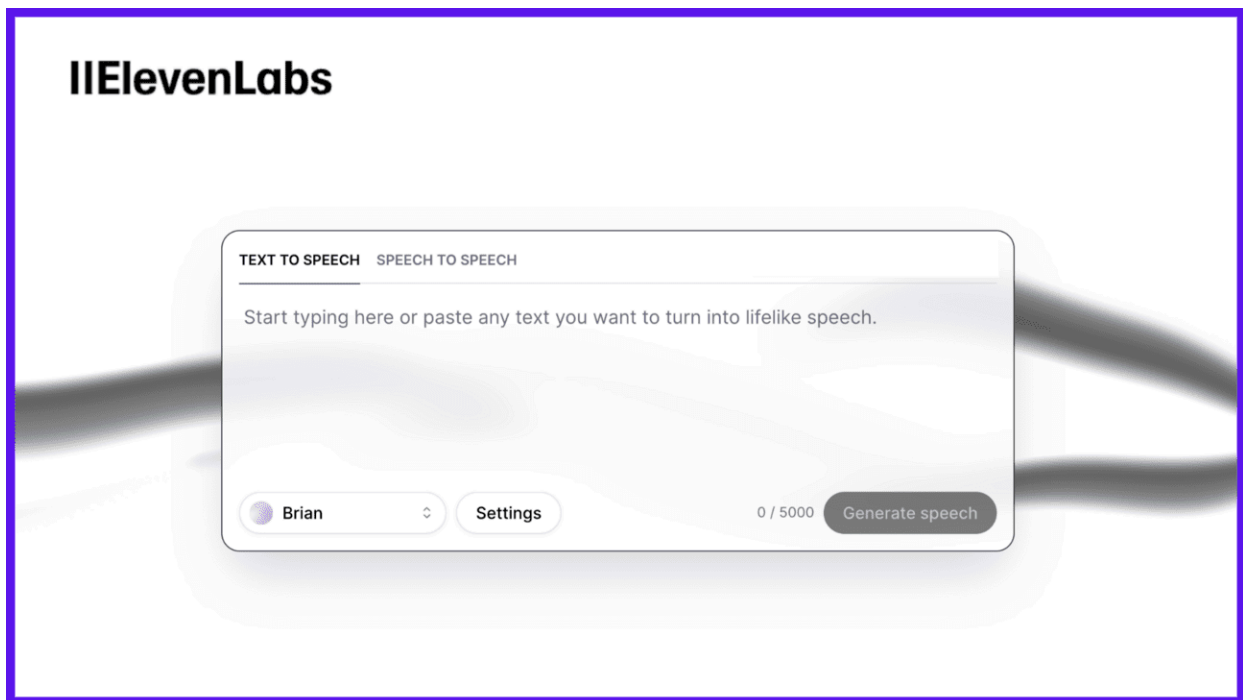 IIElevenLabs
TEXT TO SPEECH SPEECH TO SPEECH
Start typing here or paste any text you want to turn into lifelike speech.
Brian Settings 0 / 5000 Generate speech